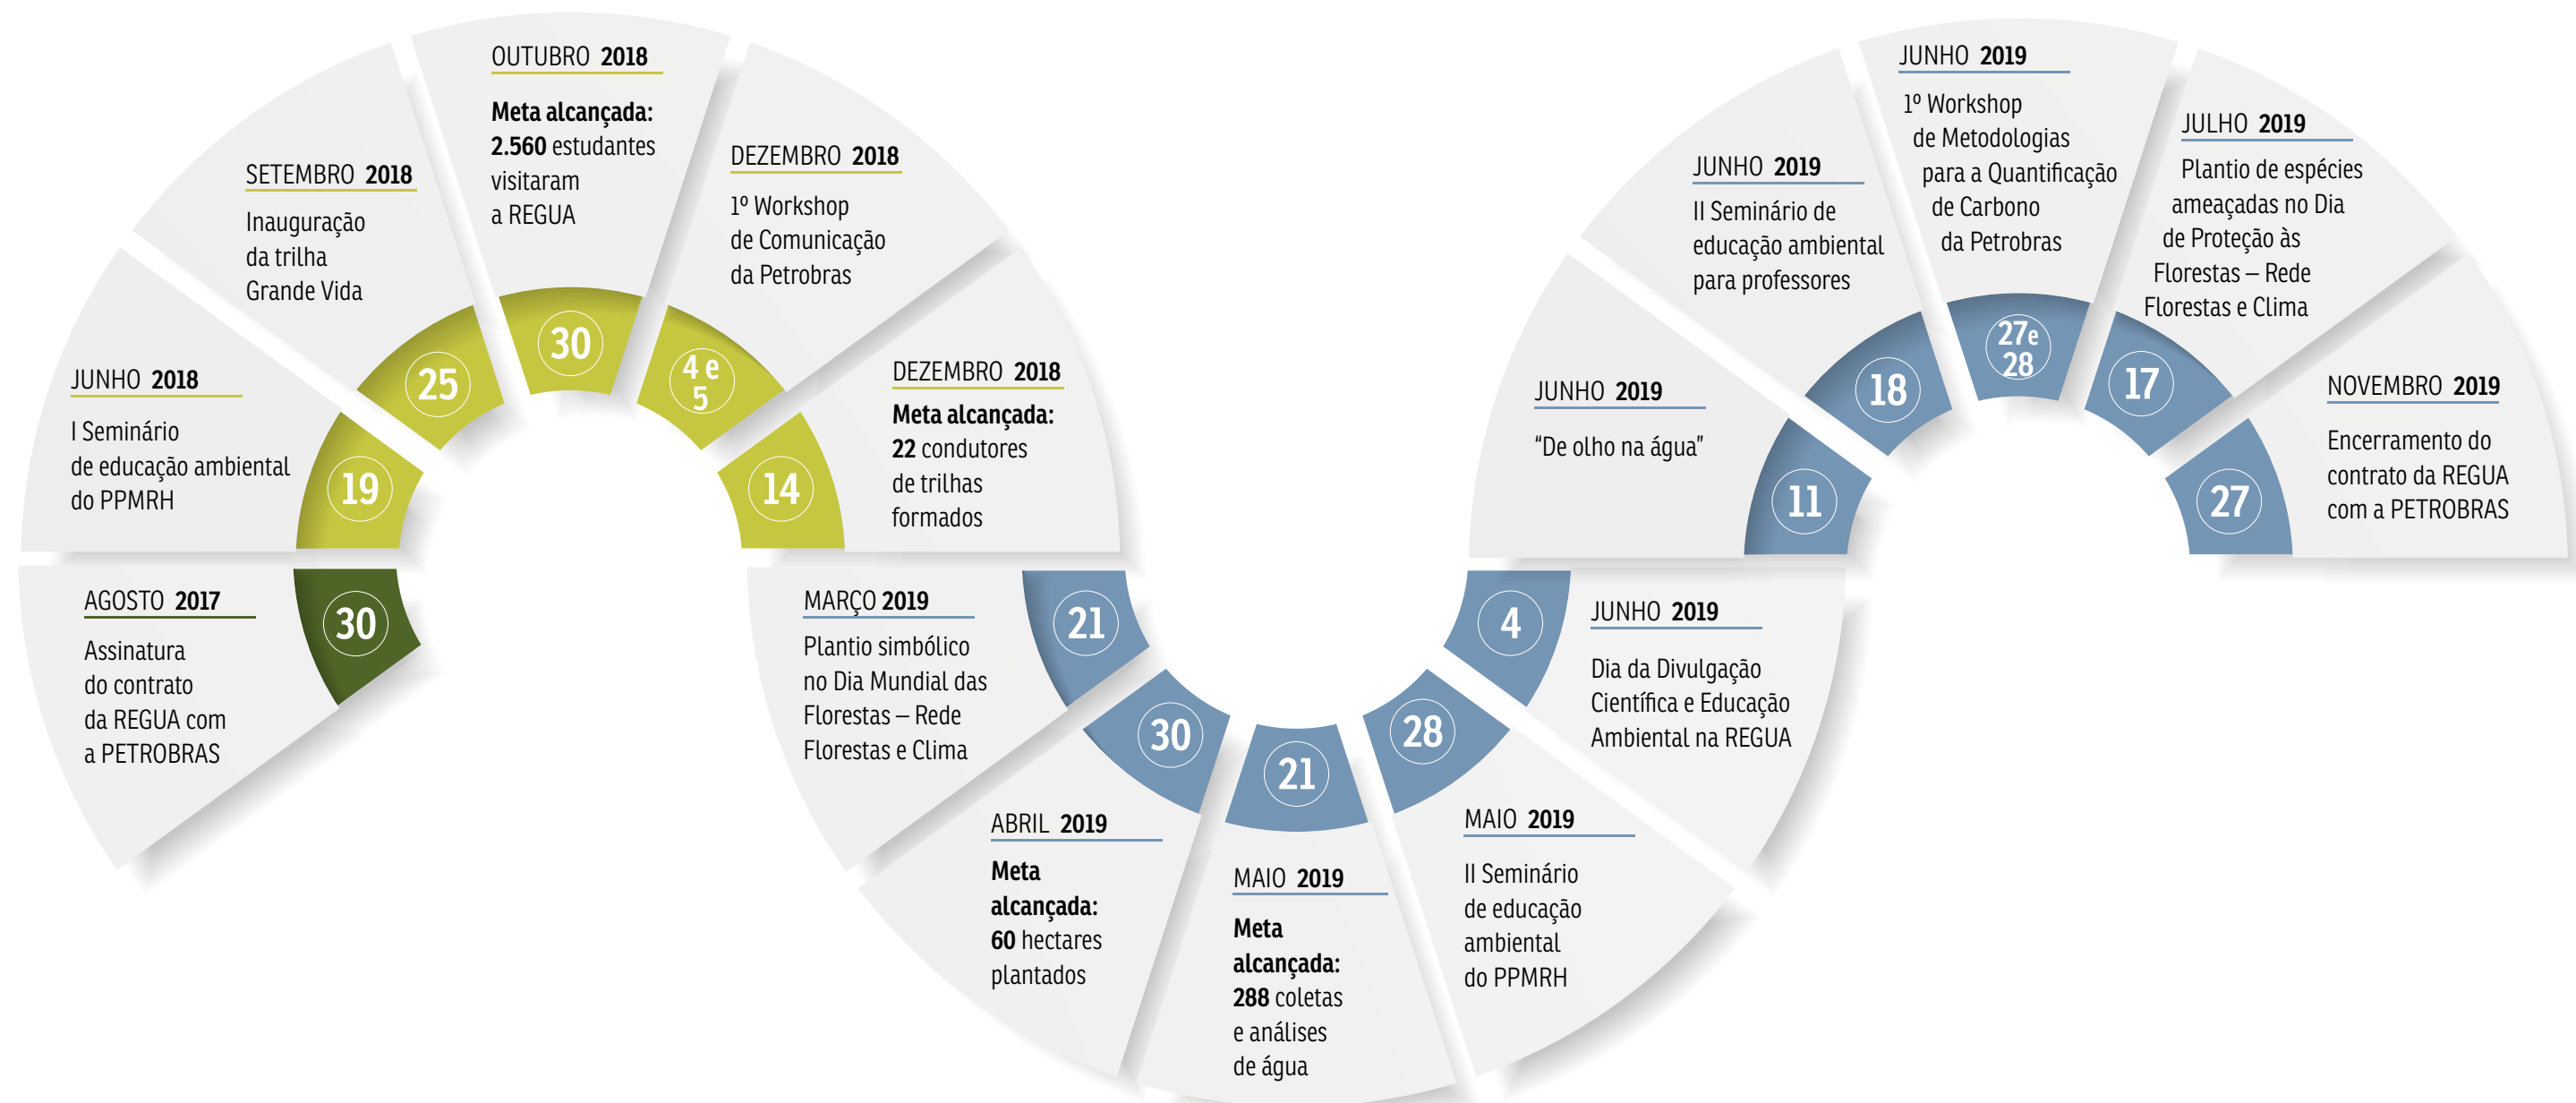 AGOSTO 2017
Assinatura
do contrato
da REGUA com
a PETROBRAS
30
JUNHO 2018
I Seminário
de educação ambiental
do PPMRH
19
SETEMBRO 2018
Inauguração
da trilha
Grande Vida
25
OUTUBRO 2018
Meta alcançada:
2.560 estudantes
visitaram
a REGUA
30
DEZEMBRO 2018
1º Workshop
de Comunicação
da Petrobras
4 e
5
DEZEMBRO 2018
Meta alcançada:
22 condutores
de trilhas
formados
14
MARÇO 2019
Plantio simbólico
no Dia Mundial das
Florestas – Rede
Florestas e Clima
21
ABRIL 2019
Meta
alcançada:
60 hectares
plantados
30
MAIO 2019
Meta
alcançada:
288 coletas
e análises
de água
21
MAIO 2019
II Seminário
de educação
ambiental
do PPMRH
28
JUNHO 2019
Dia da Divulgação
Científica e Educação
Ambiental na REGUA
4
JUNHO 2019
“De olho na água”
11
JUNHO 2019
II Seminário de
educação ambiental
para professores
18
JUNHO 2019
1º Workshop
de Metodologias
para a Quantificação
de Carbono
da Petrobras
27e
28
JULHO 2019
Plantio de espécies
ameaçadas no Dia
de Proteção às
Florestas – Rede
Florestas e Clima
17
NOVEMBRO 2019
Encerramento do
contrato da REGUA
com a PETROBRAS
27